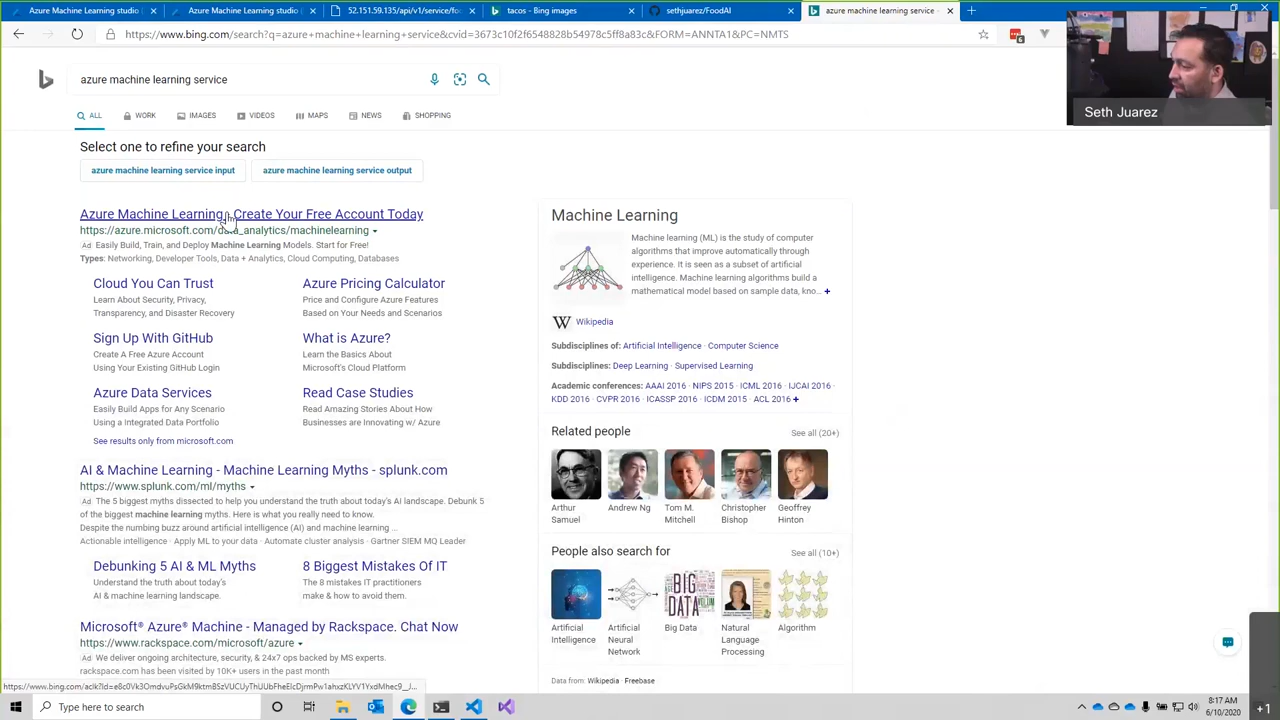 Azure Machine Learning studio (
Azure Machine Learning studio (
52.151.59.135/api/v1/service/foo
tacos - Bing images
sethjuarez/FoodAI
azure machine learning service -
https://www.bing.com/search?q=azure+machine+learning+service&cvid=3673c10f2f6548828b54978c5ff8a83c&FORM=ANNTA1&PC=NMTS
6
Seth Juarez
azure machine learning service
ALL
WORK
IMAGES
VIDEOS
MAPS
NEWS
SHOPPING
Select one to refine your search
azure machine learning service input
azure machine learning service output
Azure Machine Learning - Create Your Free Account Today
https://azure.microsoft.com/data_analytics/machinelearning
Ad Easily Build, Train, and Deploy Machine Learning Models. Start for Free!
Types: Networking, Developer Tools, Data + Analytics, Cloud Computing, Databases
Cloud You Can Trust
Learn About Security, Privacy,
Transparency, and Disaster Recovery
Azure Pricing Calculator
Price and Configure Azure Features
Based on Your Needs and Scenarios
Sign Up With GitHub
Create A Free Azure Account
Using Your Existing GitHub Login
What is Azure?
Learn the Basics About
Microsoft's Cloud Platform
Azure Data Services
Easily Build Apps for Any Scenario
Using a Integrated Data Portfolio
Read Case Studies
Read Amazing Stories About How
Businesses are Innovating w/ Azure
See results only from microsoft.com
AI & Machine Learning - Machine Learning Myths - splunk.com
https://www.splunk.com/ml/myths
Ad The 5 biggest myths dissected to help you understand the truth about today's AI landscape. Debunk 5
of the biggest machine learning myths. Here is what you really need to know.
Despite the numbing buzz around artificial intelligence (AI) and machine learning ...
Actionable intelligence · Apply ML to your data · Automate cluster analysis · Gartner SIEM MQ Leader
Debunking 5 AI & ML Myths
Understand the truth about today's
AI & machine learning landscape.
8 Biggest Mistakes Of IT
The 8 mistakes IT practitioners
make & how to avoid them.
Microsoft® Azure® Machine - Managed by Rackspace. Chat Now
https://www.rackspace.com/microsoft/azure
Ad We deliver ongoing architecture, security, & 24x7 ops backed by MS experts.
rackspace.com has been visited by 10K+ users in the past month
Machine Learning
Machine learning (ML) is the study of computer
algorithms that improve automatically through
experience. It is seen as a subset of artificial
intelligence. Machine learning algorithms build a
mathematical model based on sample data, kno... +
W Wikipedia
Subdisciplines of: Artificial Intelligence · Computer Science
Subdisciplines: Deep Learning · Supervised Learning
Academic conferences: AAAI 2016 · NIPS 2015 · ICML 2016 · IJCAI 2016 ·
KDD 2016 · CVPR 2016 · ICASSP 2016 · ICDM 2015 · ACL 2016 +
Related people
See all (20+)
Arthur Samuel
Andrew Ng
Tom M. Mitchell
Christopher Bishop
Geoffrey Hinton
People also search for
See all (10+)
BIG DATA
Artificial Intelligence
Artificial Neural Network
Big Data
Natural Language Processing
Algorithm
Data from: Wikipedia · Freebase
Type here to search
8:17 AM
6/10/2020
+1